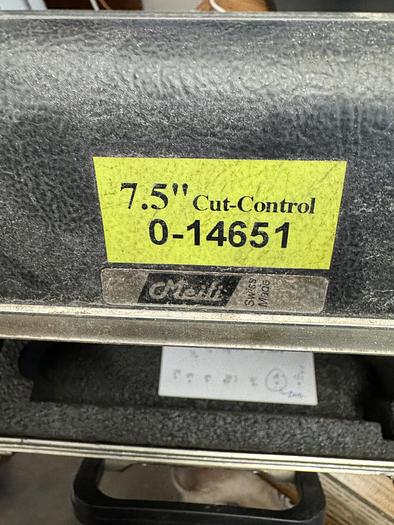 7.5" Cut-Control
0-14651
Meili
SWISS
MADE